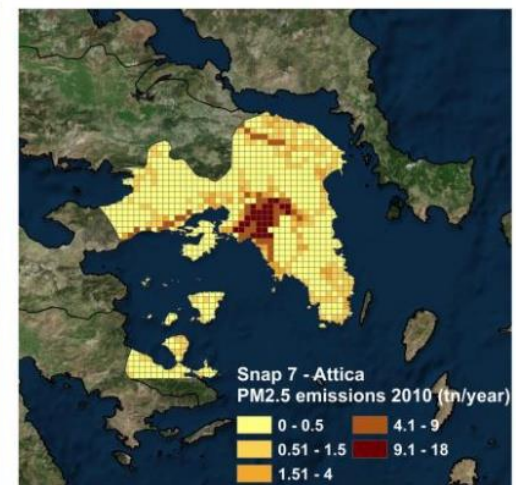 Snap 7 - Attica
PM2.5 emissions 2010 (tn/year)
0 - 0.5 4.1 - 9
0.51 - 1.5 9.1 - 18
1.51 - 4